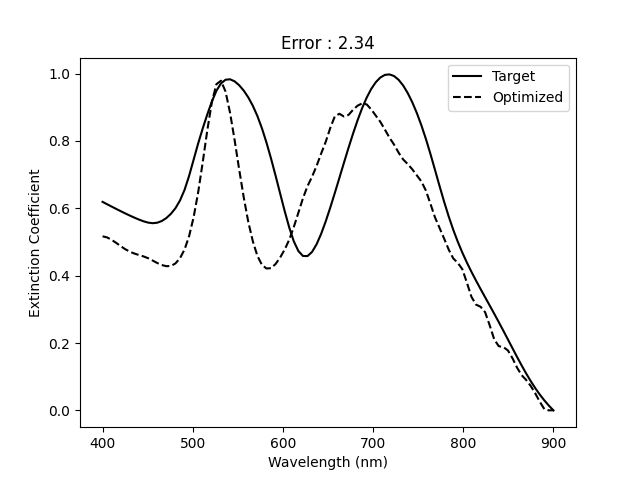 Error : 2.34
Target
Optimized
Extinction Coefficient
1.0
0.8
0.6
0.4
0.2
0.0
400 500 600 700 800 900
Wavelength (nm)